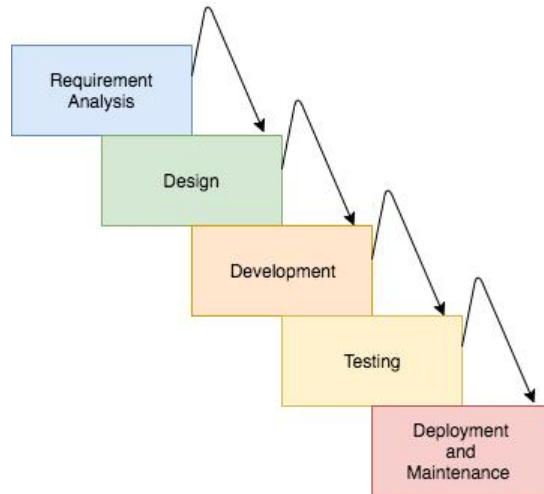 Requirement
Analysis
Design
Development
Testing
Deployment
and
Maintenance